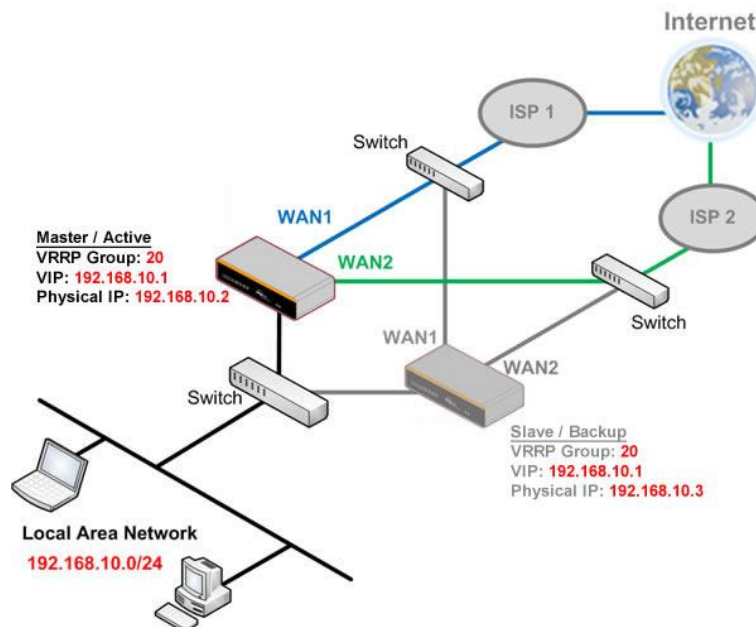 Internet
ISP 1
Switch
WAN1
ISP 2
Master / Active
VRRP Group: 20
VIP: 192.168.10.1
Physical IP: 192.168.10.2
WAN2
Switch
WAN1
WAN2
Switch
Slave / Backup
VRRP Group: 20
VIP: 192.168.10.1
Physical IP: 192.168.10.3
Local Area Network
192.168.10.0/24